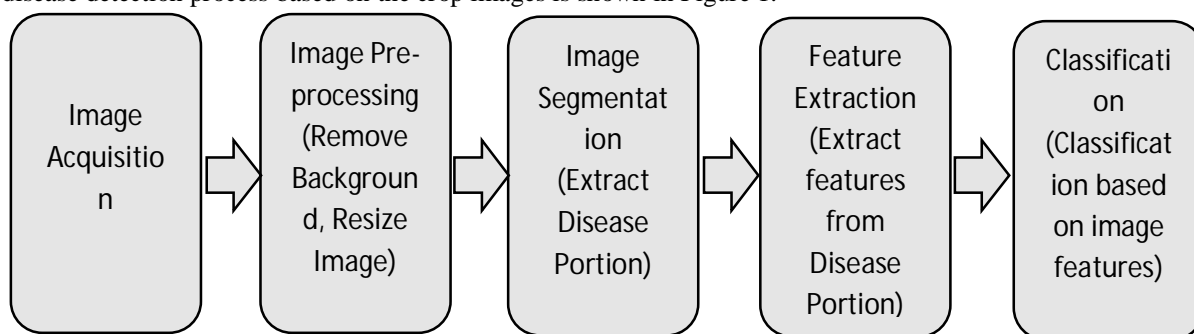 disease detection process based on the crop images is shown in Figure 1.
Image
Acquisitio
n
Image Pre-
processing
(Remove
Backgroun
d, Resize
Image)
Image
Segmentat
ion
(Extract
Disease
Portion)
Feature
Extraction
(Extract
features
from
Disease
Portion)
Classificati
on
(Classificat
ion based
on image
features)